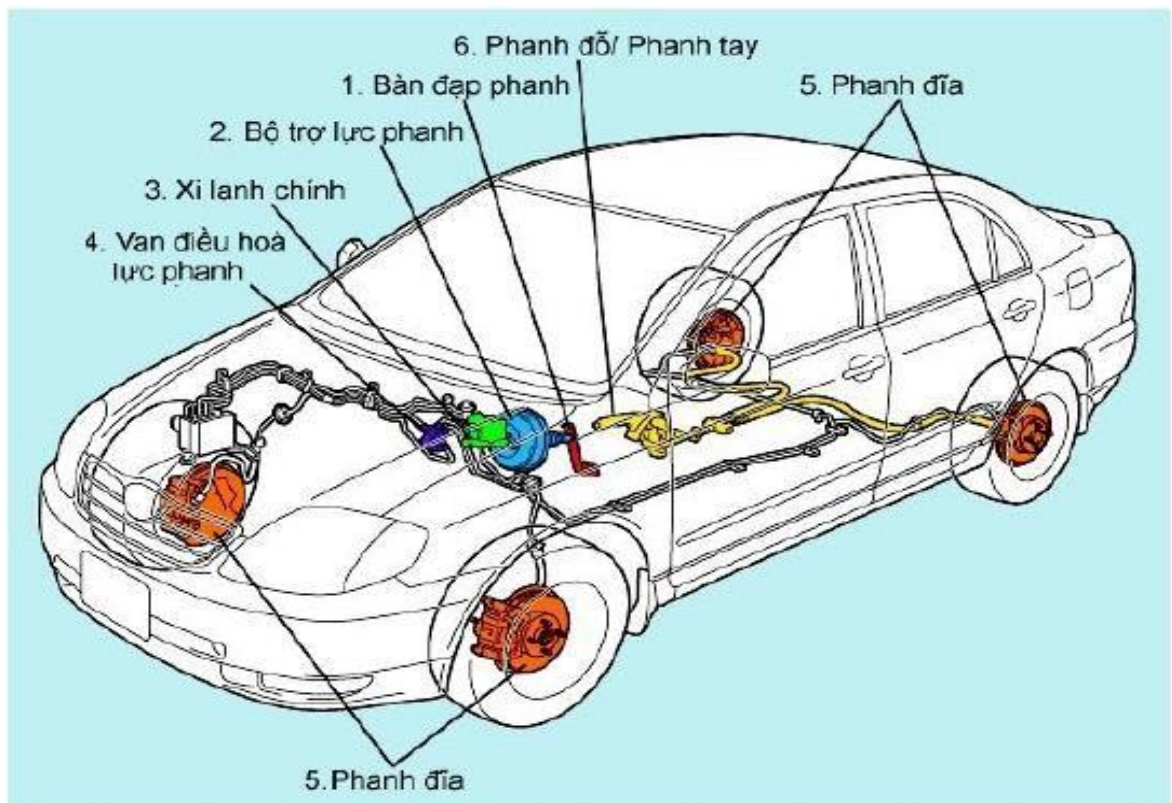 6. Phanh đỗ/ Phanh tay
1. Bàn đạp phanh
5. Phanh đĩa
2. Bộ trợ lực phanh
3. Xi lanh chính
4. Van điều hoà
lực phanh
5. Phanh đĩa